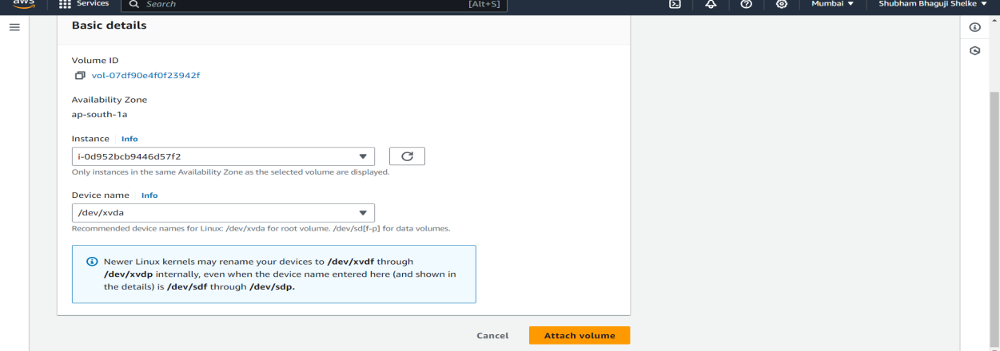 aws Services Search [Alt+S] Mumbai Shubham Bhaguji Shelke
Basic details
Volume ID
vol-07df90e4f0f23942f
Availability Zone
ap-south-1a
Instance Info
i-0d952bcb9446d57f2
Only instances in the same Availability Zone as the selected volume are displayed.
Device name Info
/dev/xvda
Recommended device names for Linux: /dev/xvda for root volume. /dev/sd[f-p] for data volumes.
Newer Linux kernels may rename your devices to /dev/xvdf through
/dev/xvdp internally, even when the device name entered here (and shown in
the details) is /dev/sdf through /dev/sdp.
Cancel Attach volume